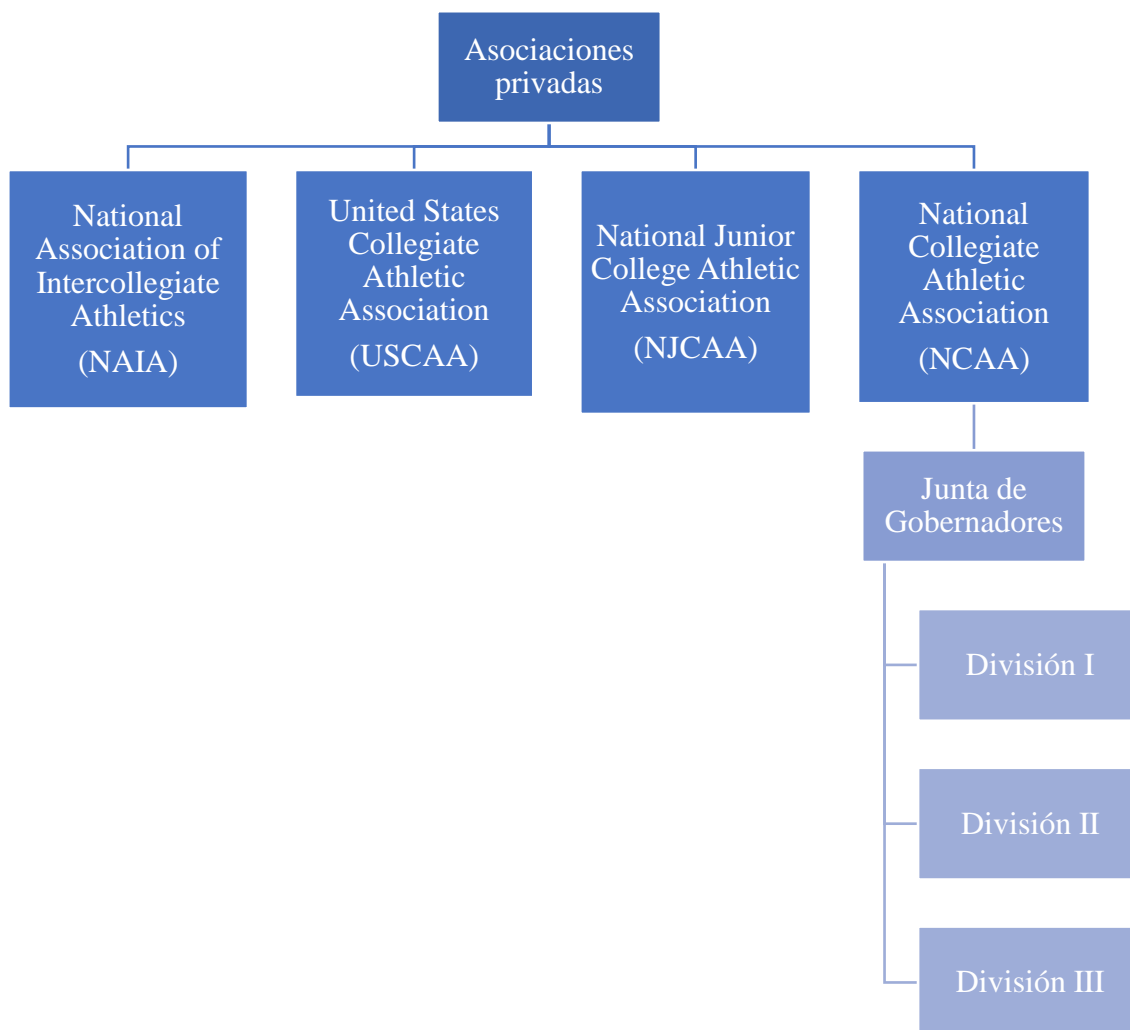 Asociaciones
privadas
National
Association of
Intercollegiate
Athletics
(NAIA)
United States
Collegiate
Athletic
Association
(USCAA)
National Junior
College Athletic
Association
(NJCAA)
National
Collegiate
Athletic
Association
(NCAA)
Junta de
Gobernadores
División I
División II
División III